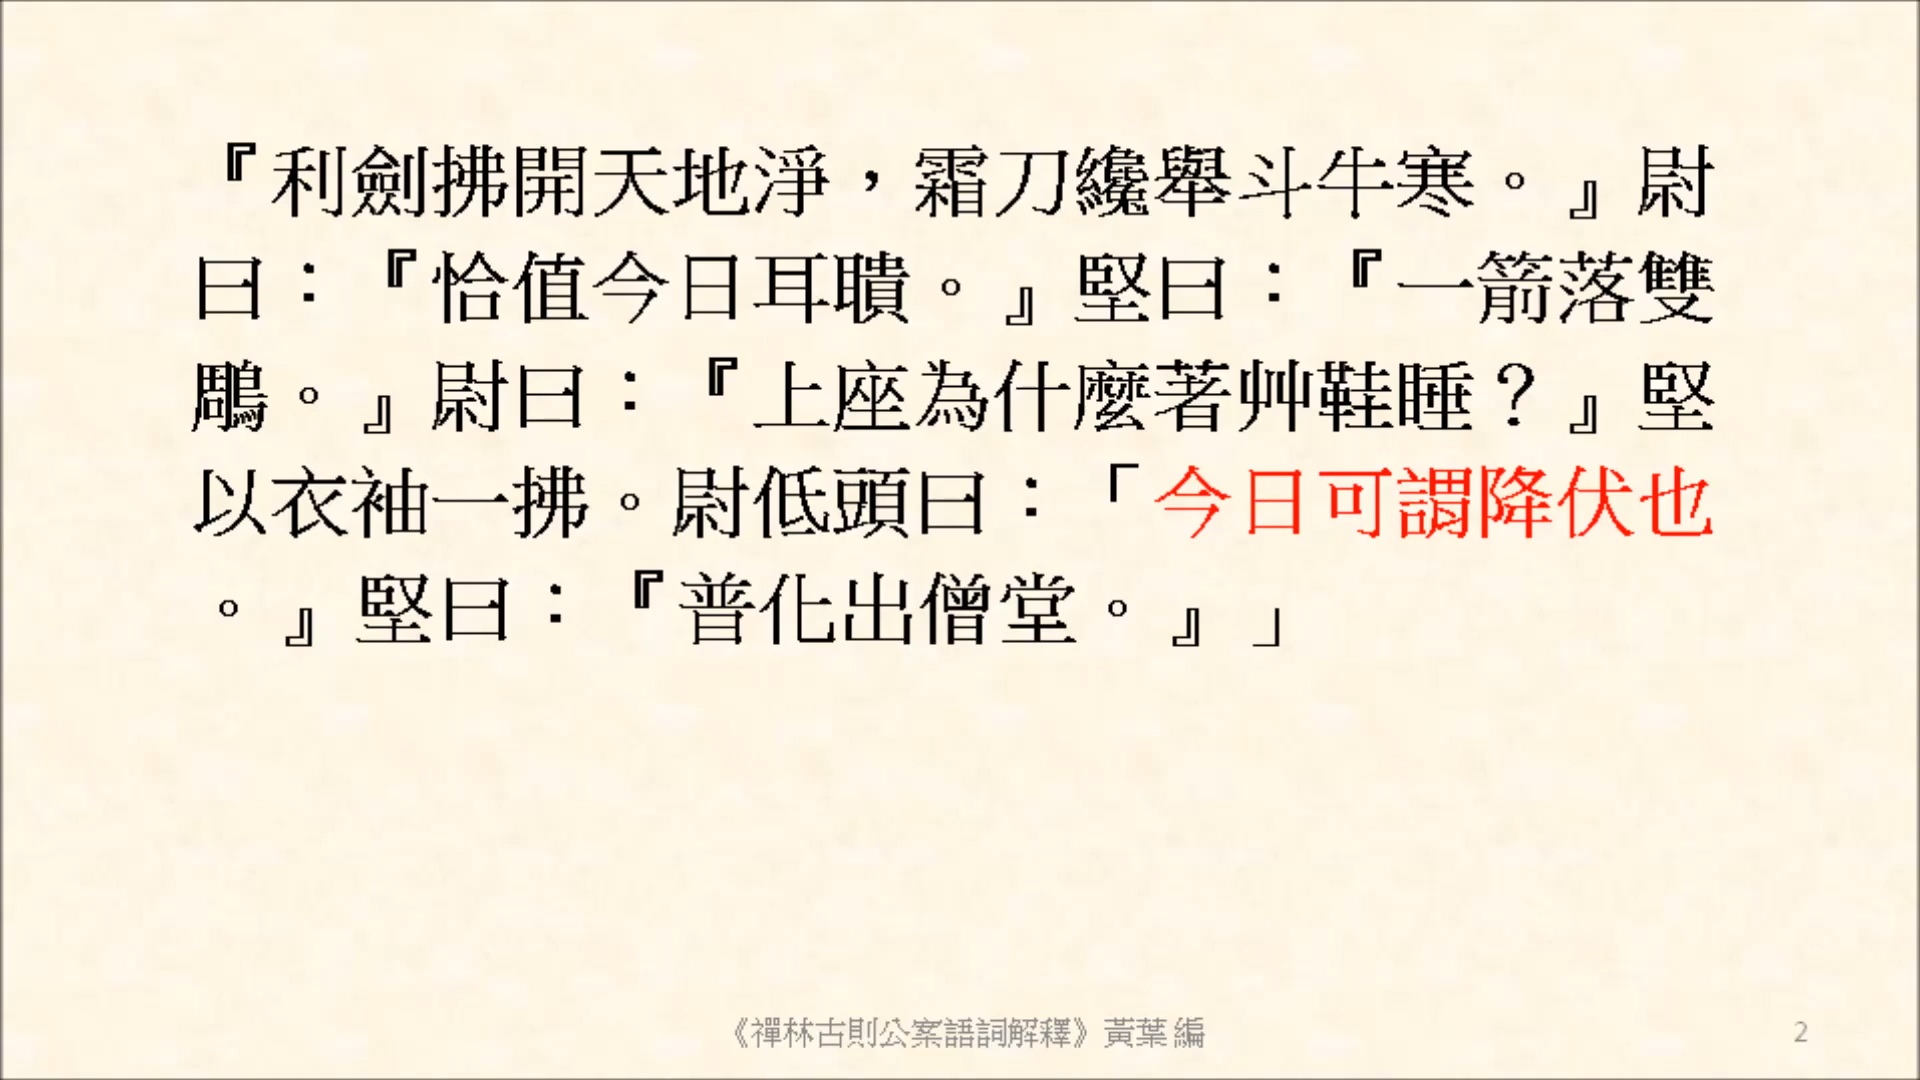 『利劍拂開天地淨，霜刀纔舉斗牛寒。』尉
曰：『恰值今日耳聵。』堅曰：『一箭落雙
鵰。』尉曰：『上座為什麼著艸鞋睡？』堅
以衣袖一拂。尉低頭曰：「今日可謂降伏也
。』堅曰：『普化出僧堂。』」
《禪林古則公案語詞解釋》黃葉 編
2